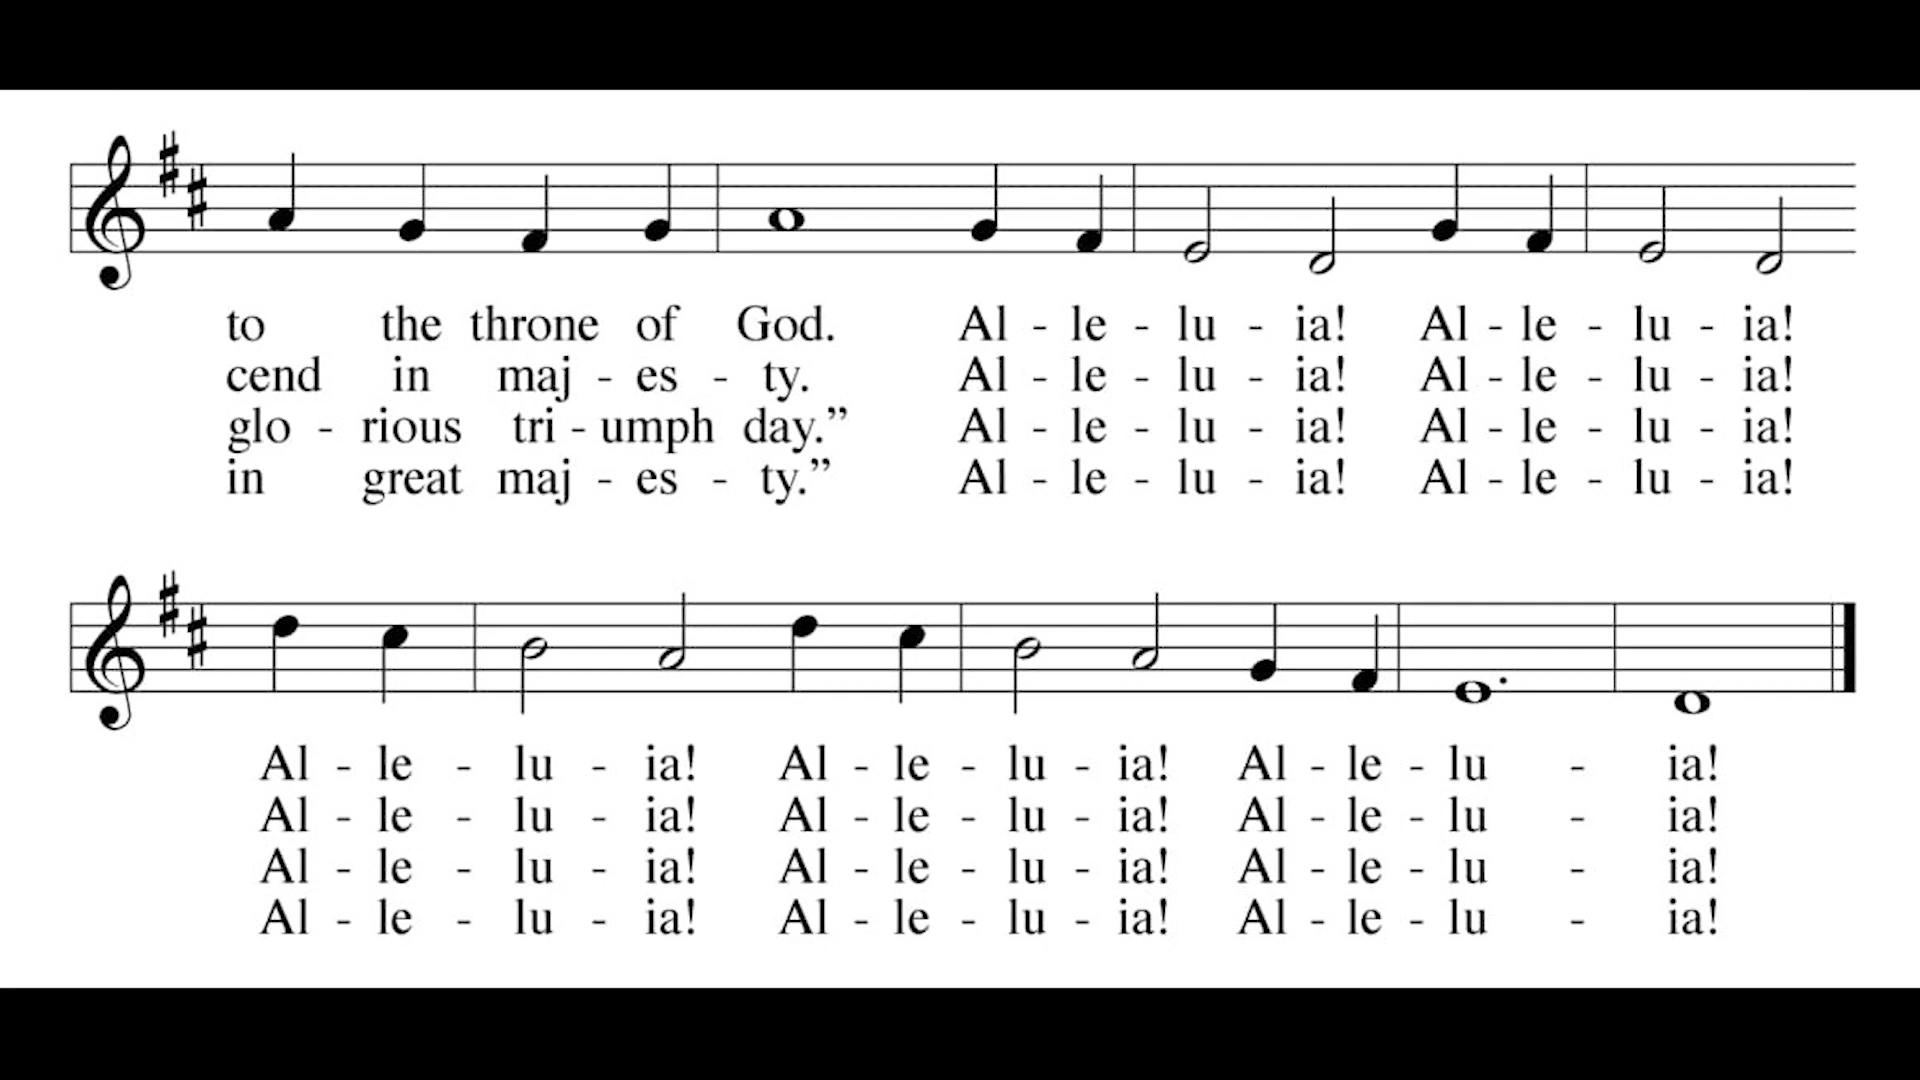 to the throne of God. Al - le - lu - ia! Al - le - lu - ia!
cend in maj - es - ty. Al - le - lu - ia! Al - le - lu - ia!
glo - rious tri - umph day.” Al - le - lu - ia! Al - le - lu - ia!
in great maj - es - ty.” Al - le - lu - ia! Al - le - lu - ia!
Al - le - lu - ia! Al - le - lu - ia! Al - le - lu - ia!
Al - le - lu - ia! Al - le - lu - ia! Al - le - lu - ia!
Al - le - lu - ia! Al - le - lu - ia! Al - le - lu - ia!
Al - le - lu - ia! Al - le - lu - ia! Al - le - lu - ia!